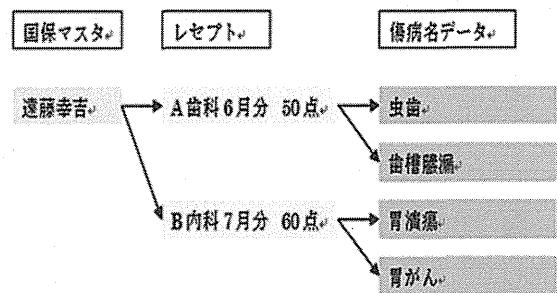 国保マスタ
レセプト
傷病名データ
遠藤幸吉
A歯科6月分 50点
虫歯
歯槽膿漏
B内科7月分 60点
胃潰瘍
胃がん